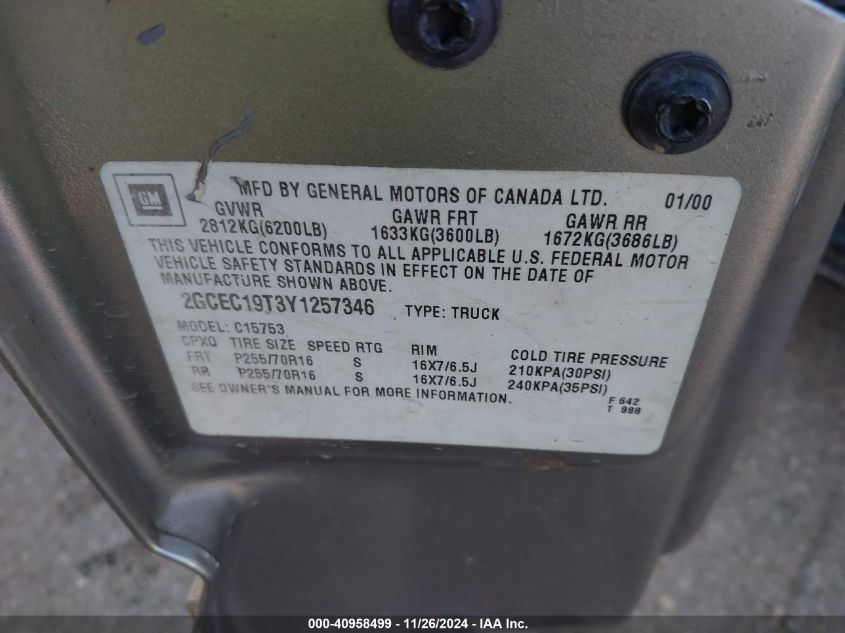 GM
MFD BY GENERAL MOTORS OF CANADA LTD. 01/00
GVWR GAWR FRT GAWR RR
2812KG(6200LB) 1633KG(3600LB) 1672KG(3686LB)
THIS VEHICLE CONFORMS TO ALL APPLICABLE U.S. FEDERAL MOTOR
VEHICLE SAFETY STANDARDS IN EFFECT ON THE DATE OF
MANUFACTURE SHOWN ABOVE.
2GCEC19T3Y1257346 TYPE: TRUCK
MODEL: C15753
CPXQ TIRE SIZE SPEED RTG RIM COLD TIRE PRESSURE
FRT P255/70R16 S 16X7/6.5J 210KPA(30PSI)
RR P255/70R16 S 16X7/6.5J 240KPA(35PSI)
SEE OWNER'S MANUAL FOR MORE INFORMATION.
F 642
T 888
000-40958499 - 11/26/2024 - IAA Inc.